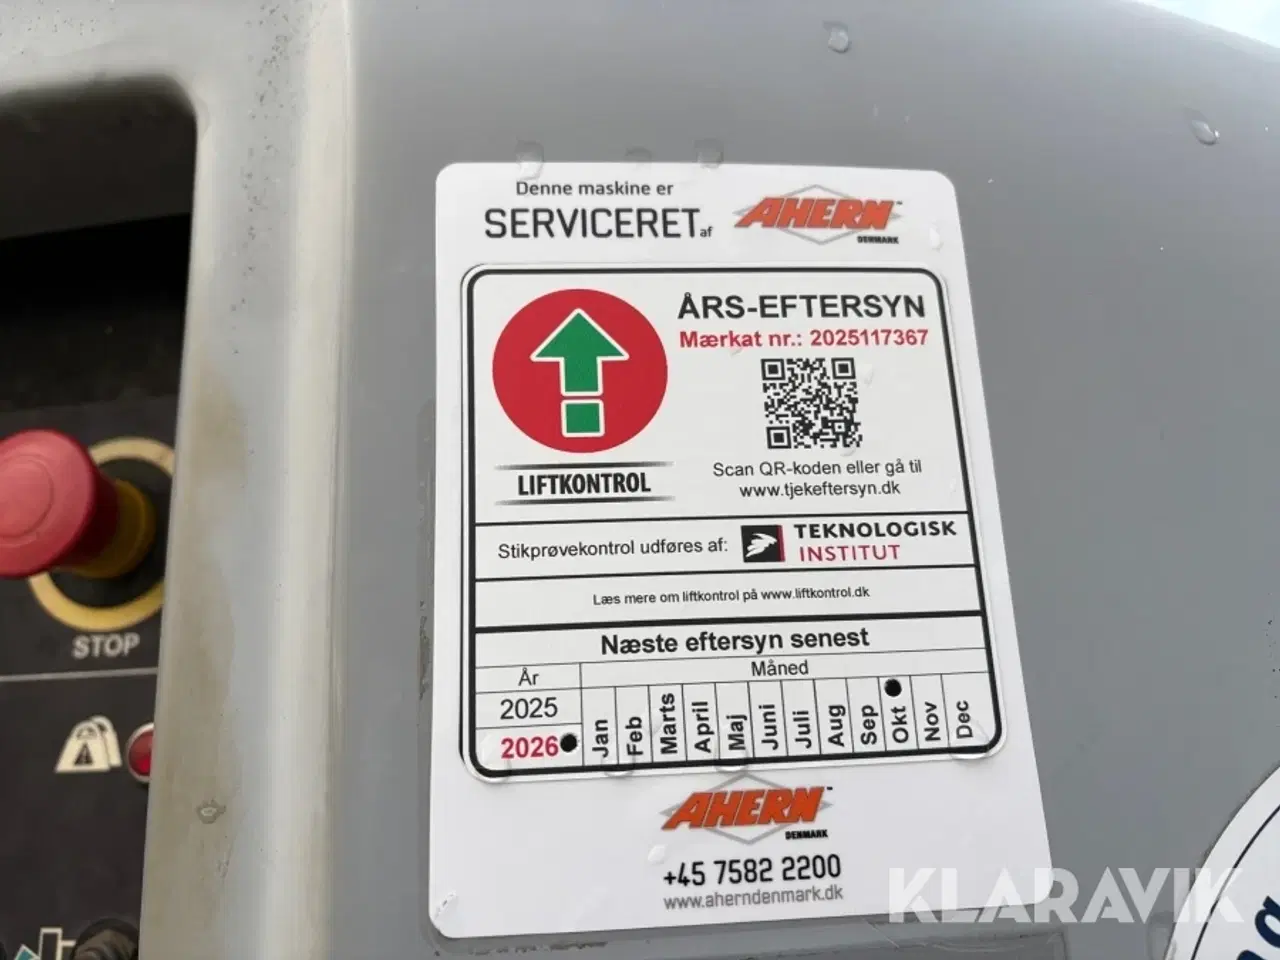 Denne maskine er
SERVICERET af
AHERN
DENMARK
ÅRS-EFTERSYN
Mærkat nr.: 2025117367
LIFTKONTROL
Scan QR-koden eller gå til
www.tjekeftersyn.dk
Stikprøvekontrol udføres af:
TEKNOLOGISK
INSTITUT
Læs mere om liftkontrol på www.liftkontrol.dk
Næste eftersyn senest
År
Måned
2025
2026
Jan
Feb
Marts
April
Maj
Juni
Juli
Aug
Sep
Okt
Nov
Dec
AHERN
DENMARK
+45 7582 2200
www.aherndenmark.dk
STOP
KLARAVIK